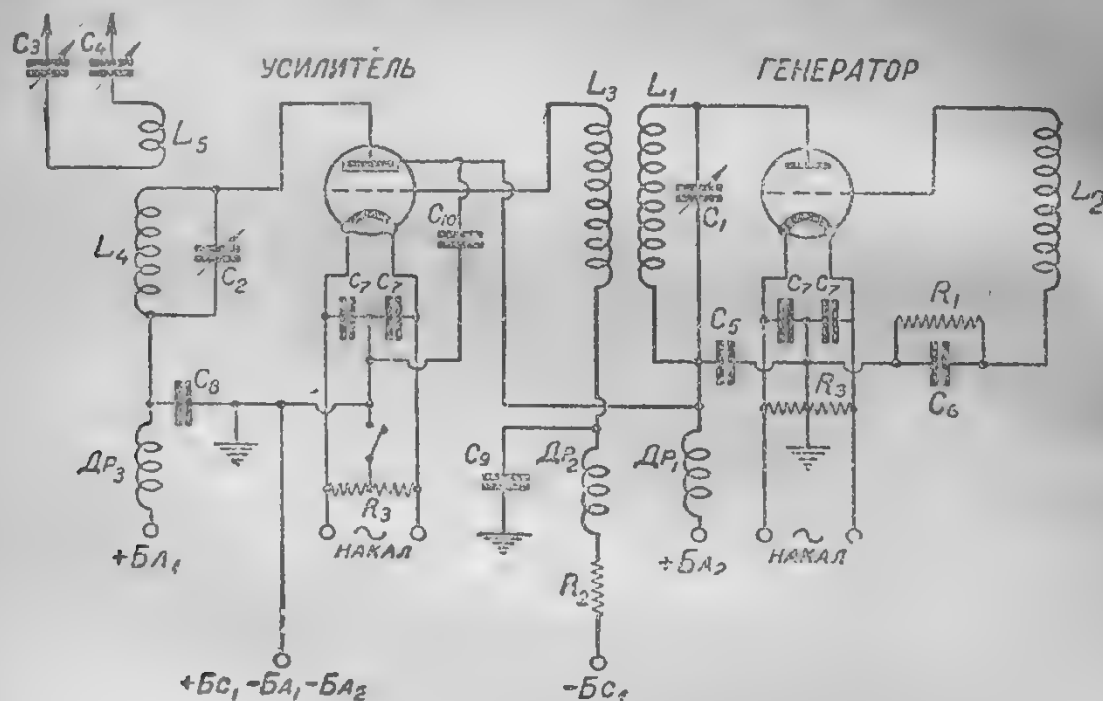 C3
C4
УСИЛИТЕЛЬ
ГЕНЕРАТОР
L5
L3
L1
L4
C2
C10
C1
L2
C7
C7
C7
C7
C5
R1
C6
C8
ДР3
R3
C9
ДР2
ДР1
R3
+БА1
~
НАКАЛ
R2
+БА2
~
НАКАЛ
+БС1 -БА1 -БА2
-БС1